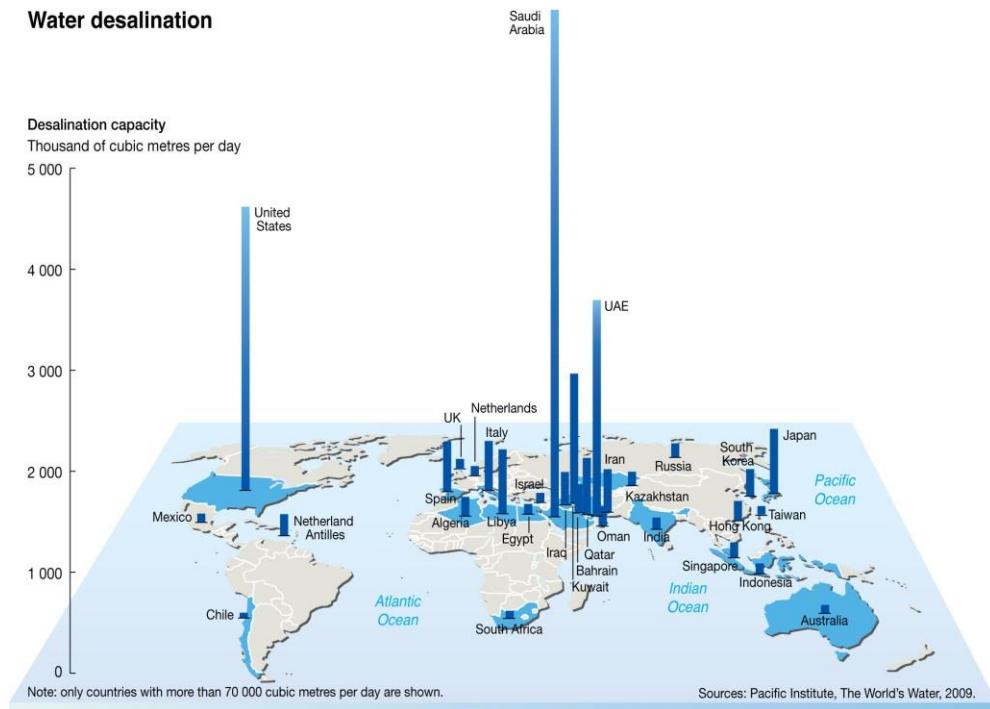 Water desalination
Saudi
Arabia
Desalination capacity
Thousand of cubic metres per day
5 000
4 000
3 000
2 000
1 000
0
United
States
UAE
UK
Netherlands
Italy
Spain
Algeria
Libya
Israel
Egypt
Iraq
Kuwait
Bahrain
Qatar
Oman
Iran
Kazakhstan
Russia
India
South
Korea
Japan
Taiwan
Hong Kong
Singapore
Indonesia
Australia
Mexico
Netherland
Antilles
Chile
South Africa
Atlantic
Ocean
Indian
Ocean
Pacific
Ocean
Note: only countries with more than 70 000 cubic metres per day are shown.
Sources: Pacific Institute, The World's Water, 2009.